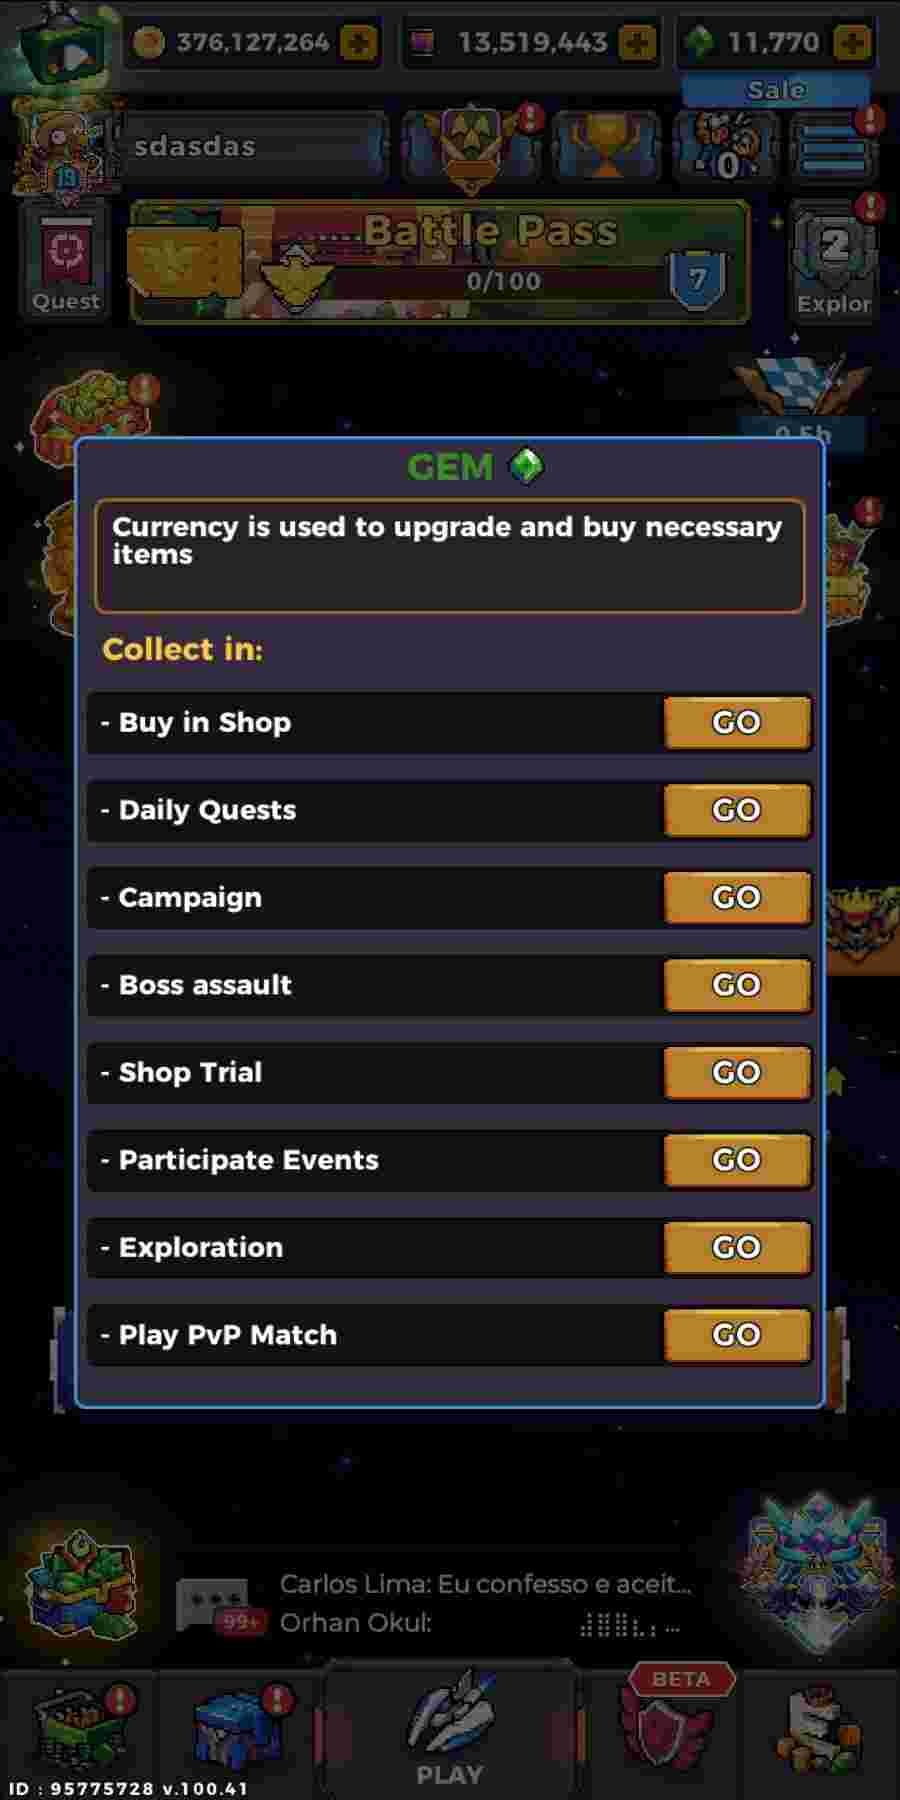 376,127,264
13,519,443
11,770
Sale
19
sdasdas
0
Quest
Battle Pass
0/100
7
2
Explor
GEM
Currency is used to upgrade and buy necessary
items
Collect in:
- Buy in Shop GO
- Daily Quests GO
- Campaign GO
- Boss assault GO
- Shop Trial GO
- Participate Events GO
- Exploration GO
- Play PvP Match GO
Carlos Lima: Eu confesso e aceit...
99+
Orhan Okul:
BETA
PLAY
ID : 95775728 v.100.41